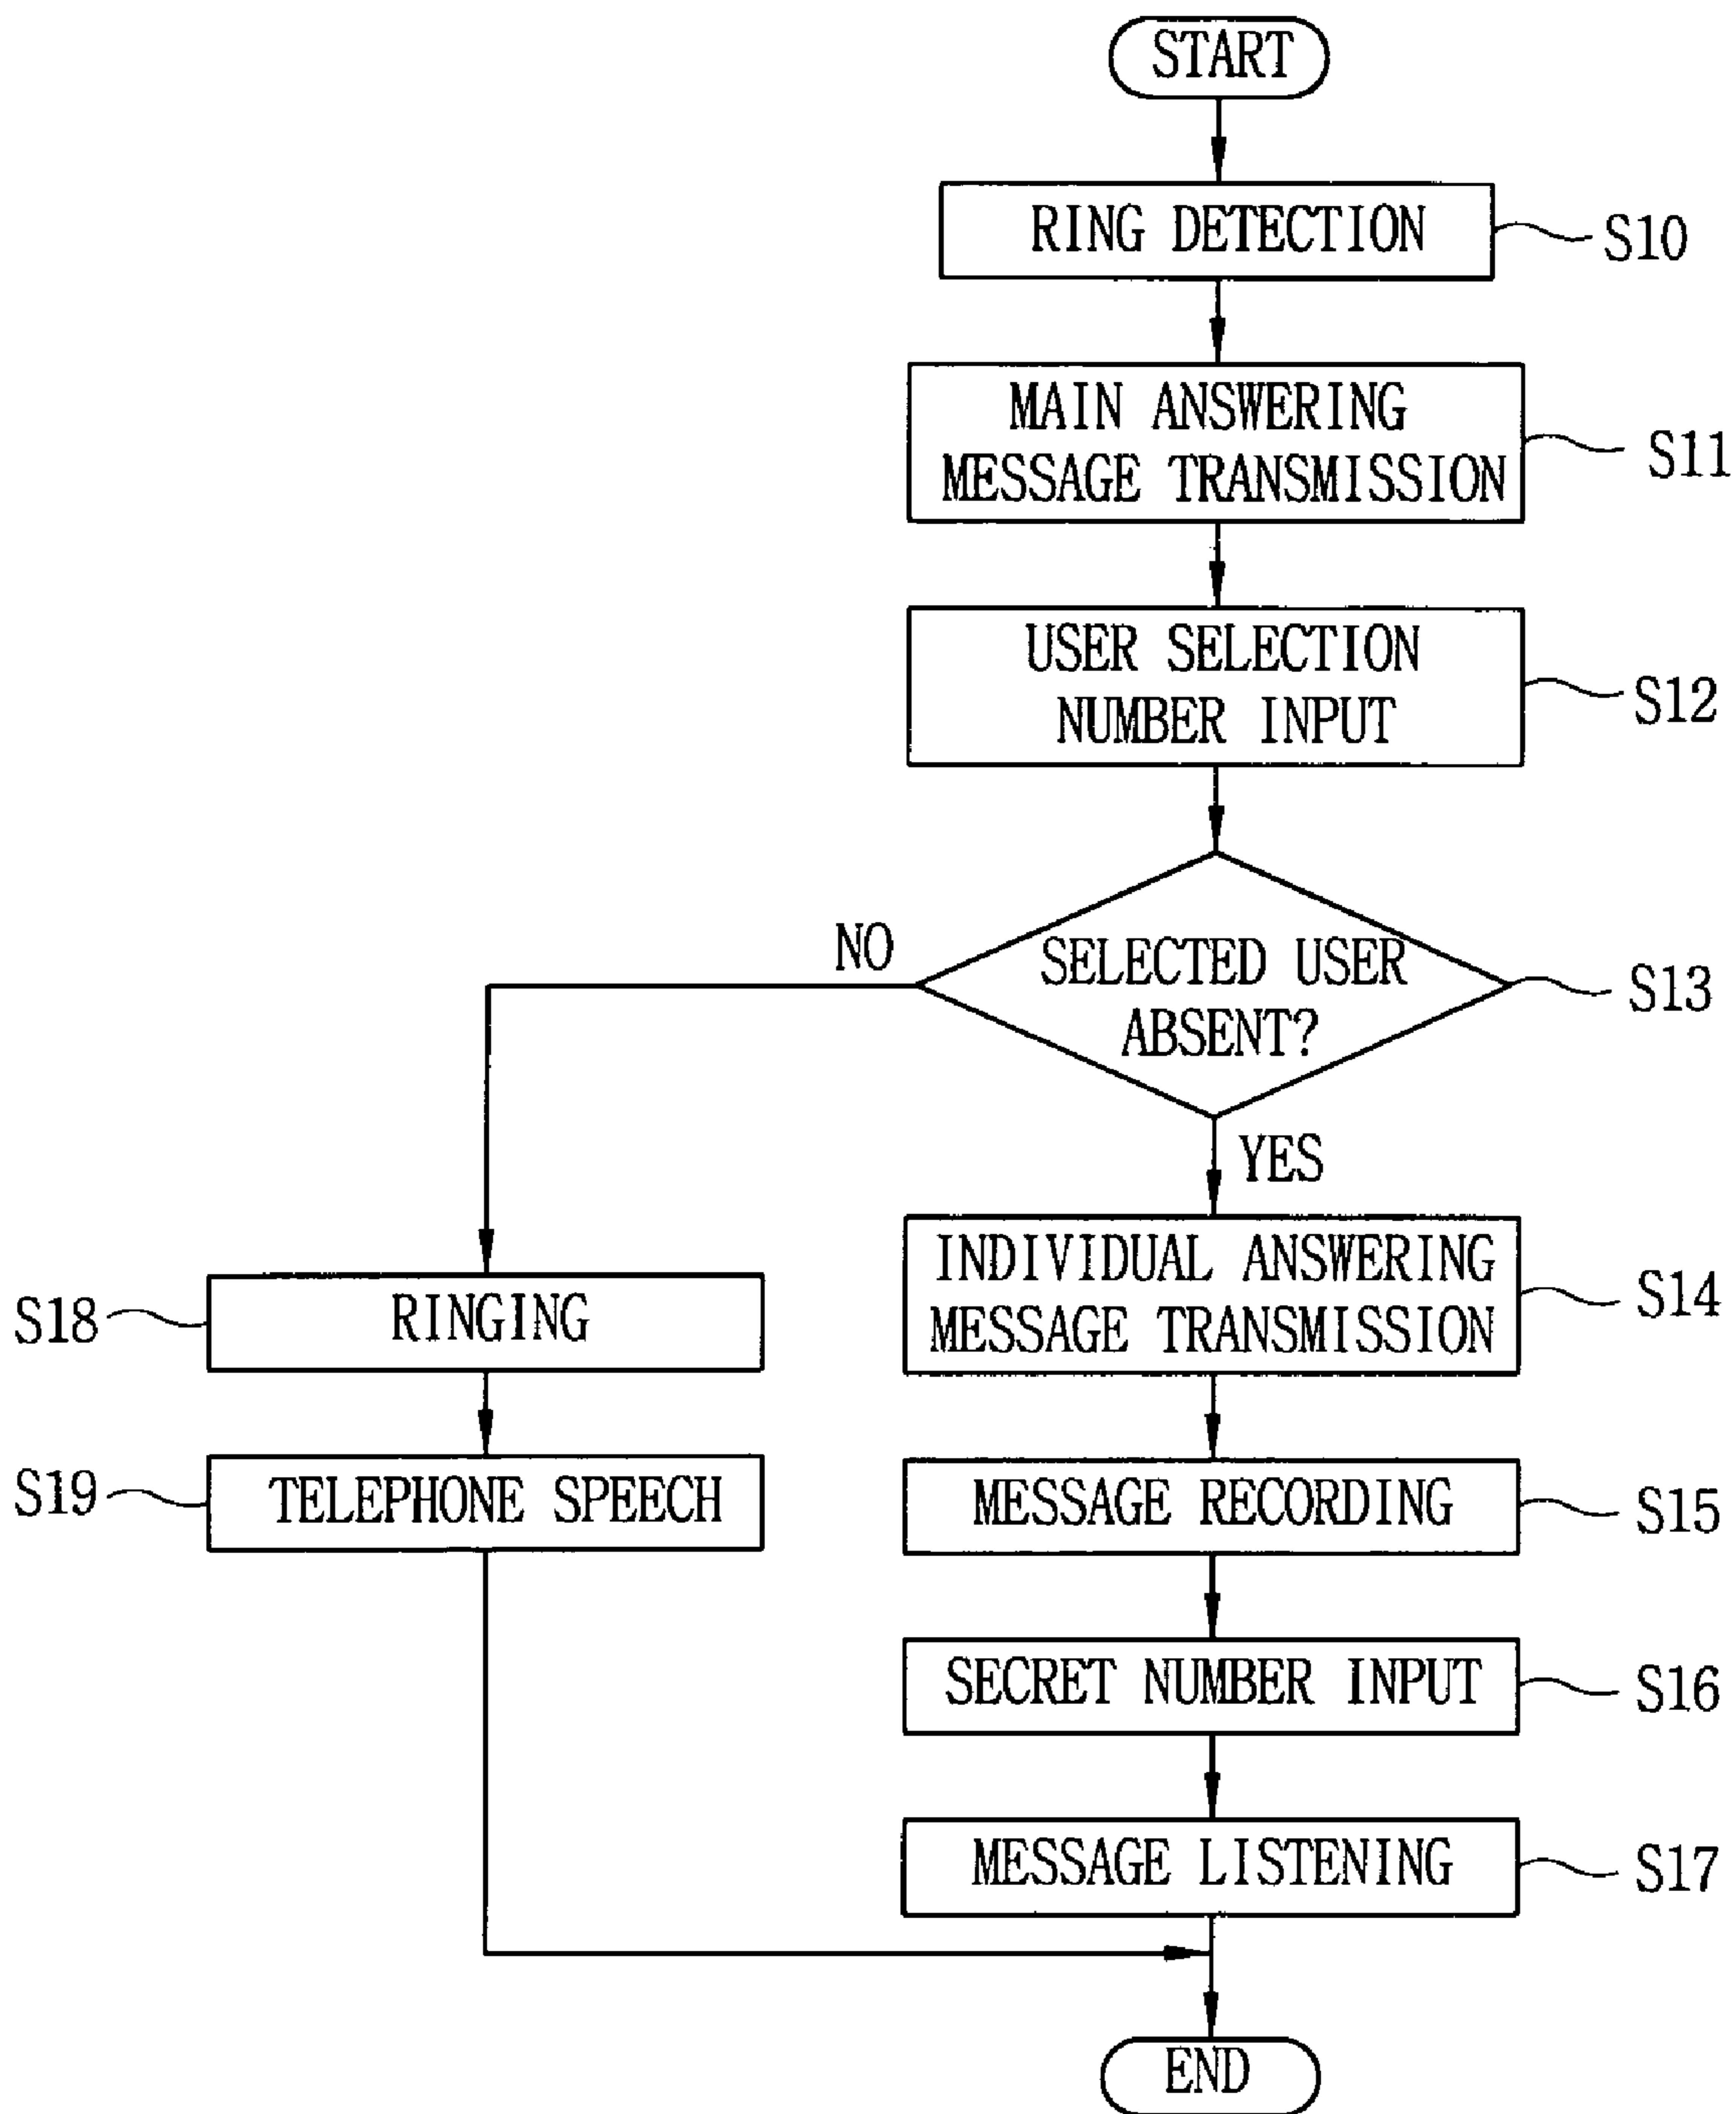 START
RING DETECTION
S10
MAIN ANSWERING
MESSAGE TRANSMISSION
S11
USER SELECTION
NUMBER INPUT
S12
NO
SELECTED USER
ABSENT?
S13
YES
INDIVIDUAL ANSWERING
MESSAGE TRANSMISSION
S14
S18
RINGING
S19
TELEPHONE SPEECH
MESSAGE RECORDING
S15
SECRET NUMBER INPUT
S16
MESSAGE LISTENING
S17
END